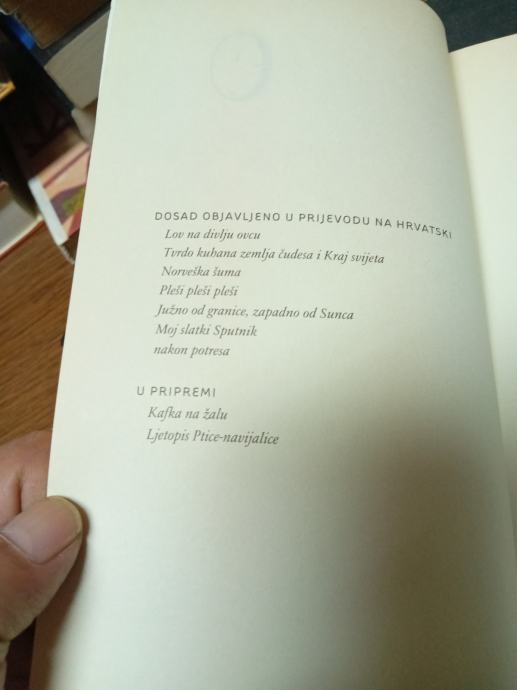 DOSAD OBJAVLJENO U PRIJEVODU NA HRVATSKI
Lov na divlju ovcu
Tvrdo kuhana zemlja čudesa i Kraj svijeta
Norveška šuma
Pleši pleši pleši
Južno od granice, zapadno od Sunca
Moj slatki Sputnik
nakon potresa
U PRIPREMI
Kafka na žalu
Ljetopis Ptice-navijalice